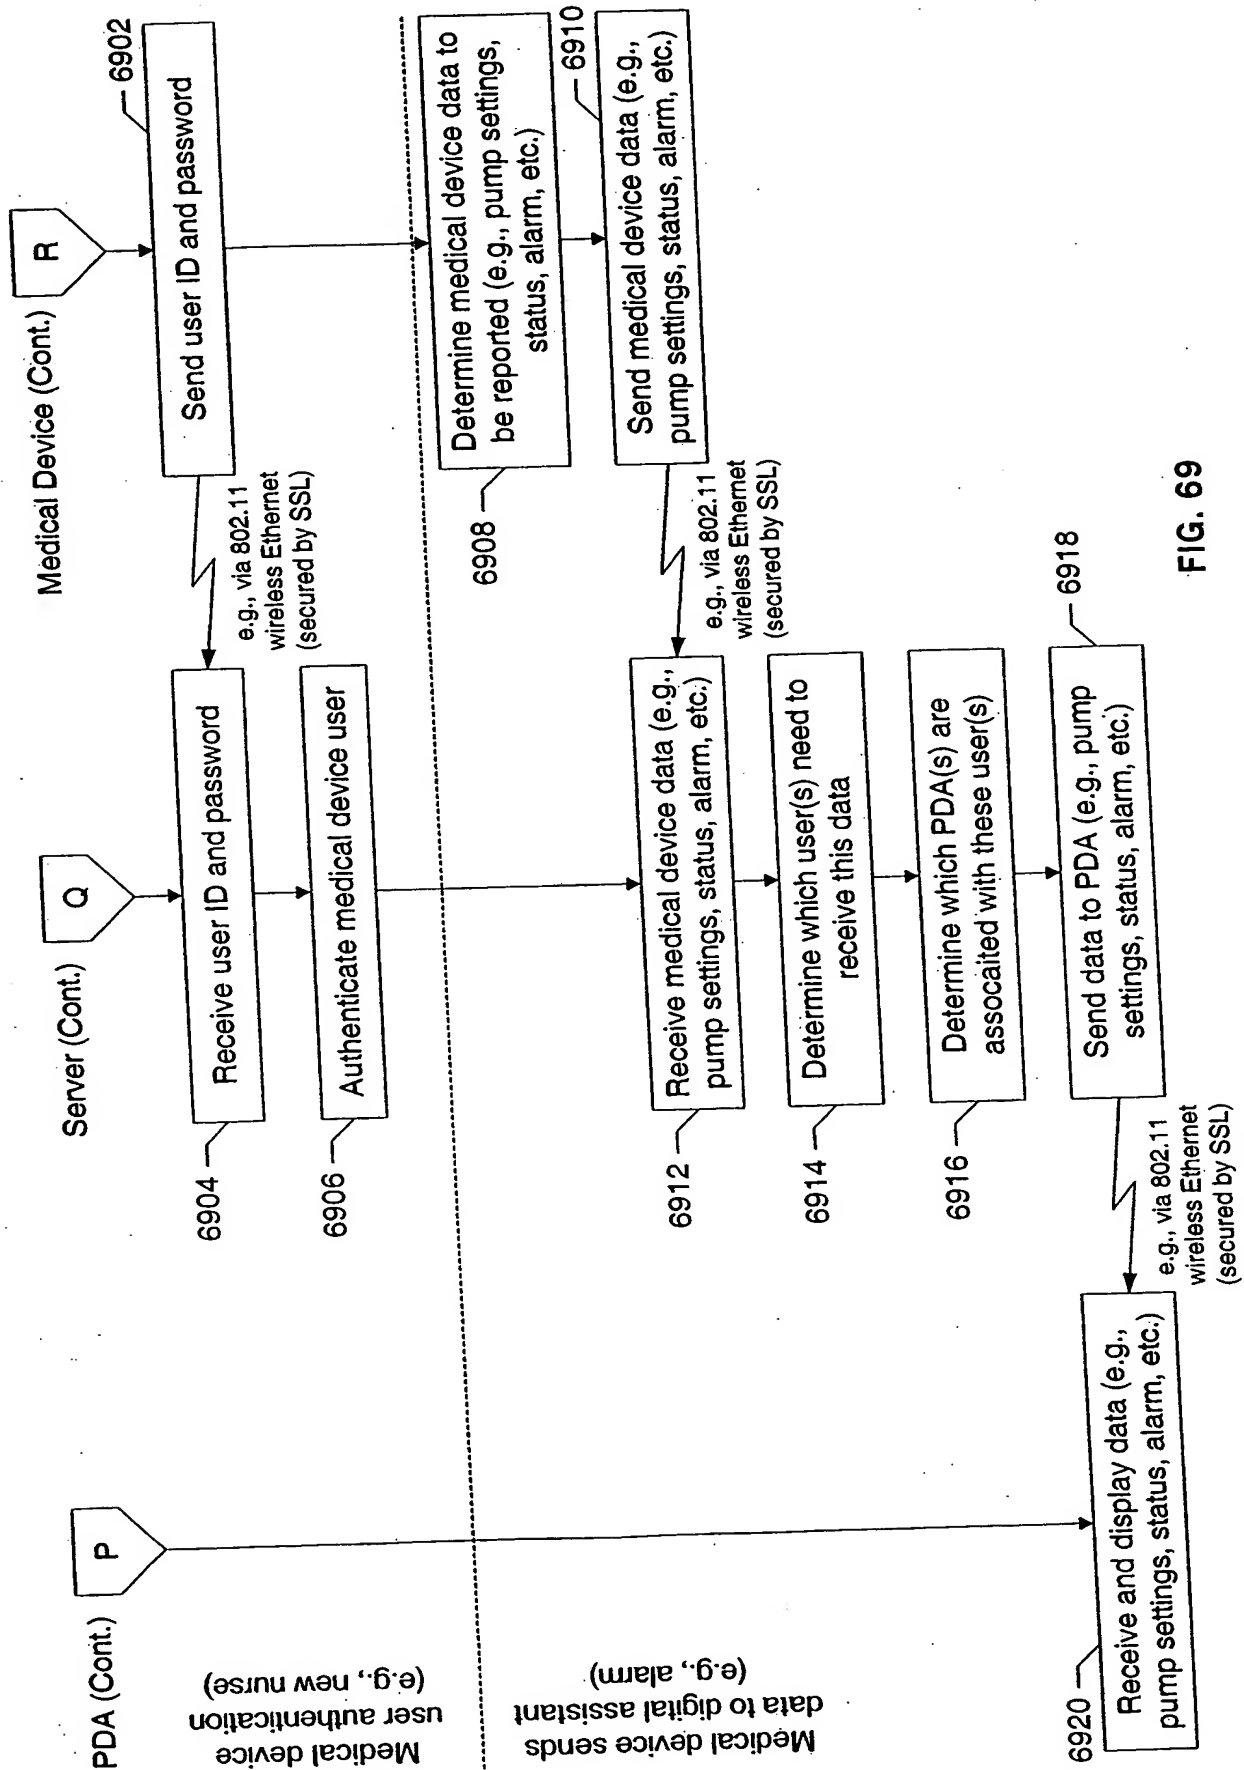 PDA (Cont.)
P
Server (Cont.)
Q
Medical Device (Cont.)
R
Medical device
user authentication
(e.g., new nurse)
6902
Send user ID and password
e.g., via 802.11
wireless Ethernet
(secured by SSL)
6904
Receive user ID and password
6906
Authenticate medical device user
Medical device sends
data to digital assistant
(e.g., alarm)
6908
Determine medical device data to
be reported (e.g., pump settings,
status, alarm, etc.)
6910
Send medical device data (e.g.,
pump settings, status, alarm, etc.)
e.g., via 802.11
wireless Ethernet
(secured by SSL)
6912
Receive medical device data (e.g.,
pump settings, status, alarm, etc.)
6914
Determine which user(s) need to
receive this data
6916
Determine which PDA(s) are
assocaited with these user(s)
6918
Send data to PDA (e.g., pump
settings, status, alarm, etc.)
e.g., via 802.11
wireless Ethernet
(secured by SSL)
6920
Receive and display data (e.g.,
pump settings, status, alarm, etc.)
FIG. 69